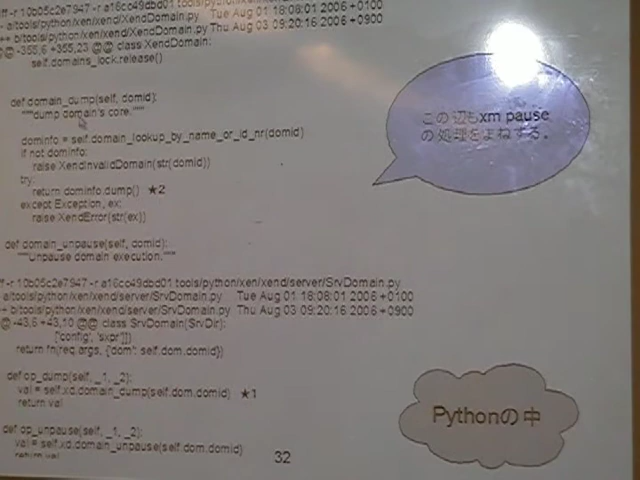 ff -r 10b05c2e7947 -r a16cc49dbd01 tools/python/xen/xend/XendDomain.py
- a/tools/python/xen/xend/XendDomain.py Tue Aug 01 18:08:01 2006 +0100
++ b/tools/python/xen/xend/XendDomain.py Thu Aug 03 09:20:16 2006 +0900
@@ -355,6 +355,23 @@ class XendDomain:
self.domains_lock.release()
def domain_dump(self, domid):
"""dump domain's core."""
dominfo = self.domain_lookup_by_name_or_id_nr(domid)
if not dominfo:
raise XendInvalidDomain(str(domid))
try:
return dominfo.dump() ★2
except Exception, ex:
raise XendError(str(ex))
def domain_unpause(self, domid):
"""Unpause domain execution."""
ff -r 10b05c2e7947 -r a16cc49dbd01 tools/python/xen/xend/server/SrvDomain.py
a/tools/python/xen/xend/server/SrvDomain.py Tue Aug 01 18:08:01 2006 +0100
++ b/tools/python/xen/xend/server/SrvDomain.py Thu Aug 03 09:20:16 2006 +0900
@ -43,6 +43,10 @@ class SrvDomain(SrvDir):
['config', 'sxpr']])
return fn(req.args, {'dom': self.dom.domid})
def op_dump(self, _1, _2):
val = self.xd.domain_dump(self.dom.domid) ★1
return val
def op_unpause(self, _1, _2):
val = self.xd.domain_unpause(self.dom.domid)
return val
この辺もxm pause
の処理をまねする。
Pythonの中
32